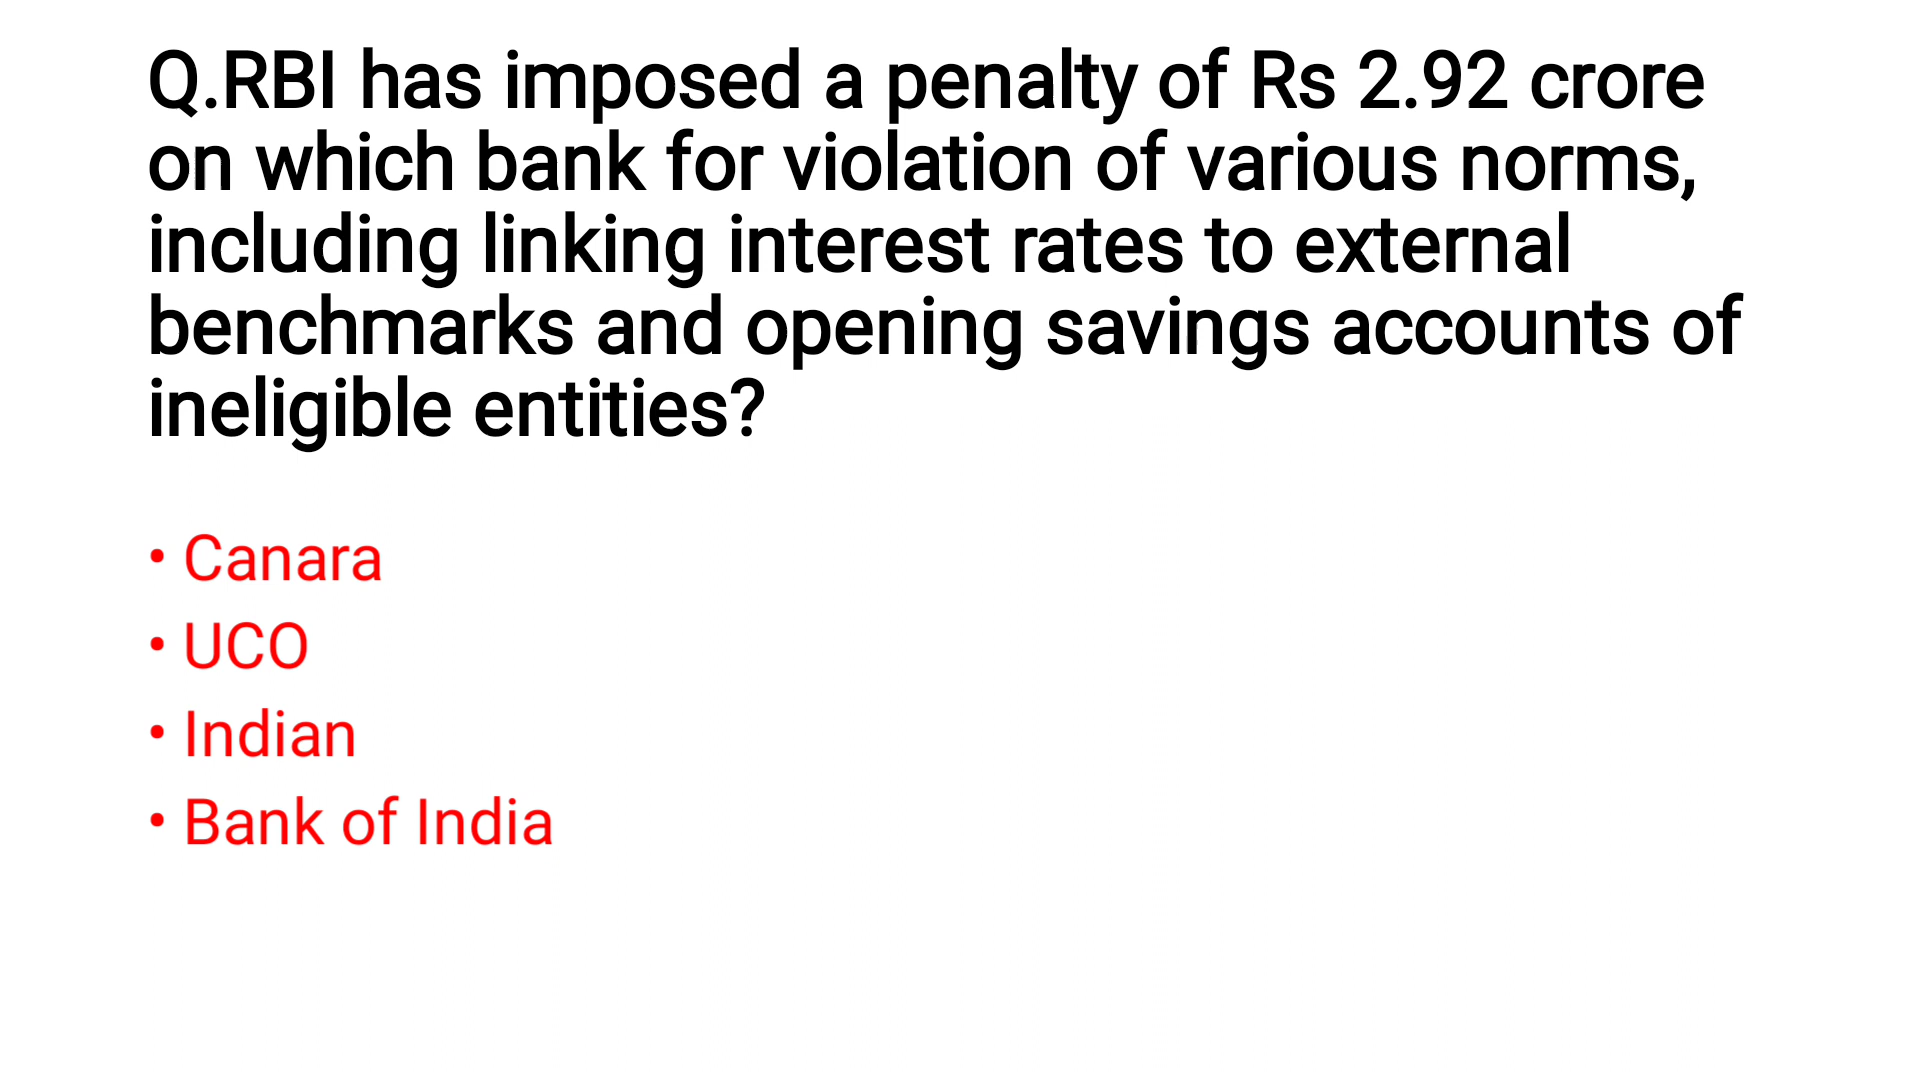 Q.RBI has imposed a penalty of Rs 2.92 crore
on which bank for violation of various norms,
including linking interest rates to external
benchmarks and opening savings accounts of
ineligible entities?
• Canara
• UCO
• Indian
• Bank of India